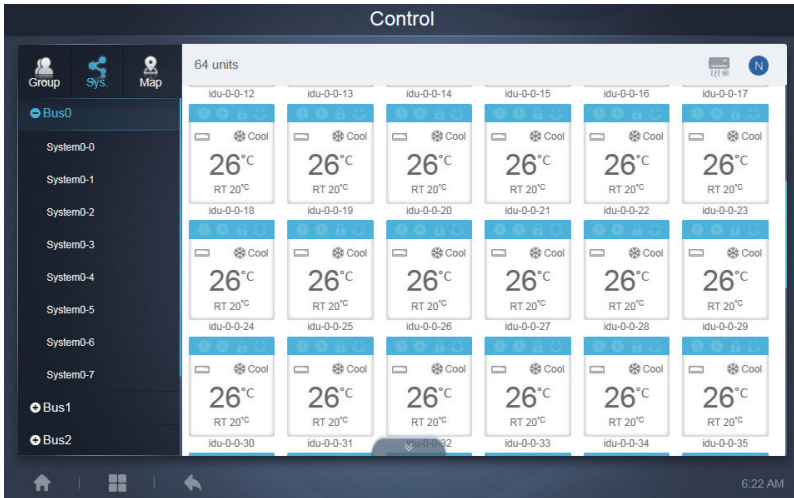 Control
Group Sys. Map
64 units
N
Bus0
System0-0
System0-1
System0-2
System0-3
System0-4
System0-5
System0-6
System0-7
Bus1
Bus2
idu-0-0-12 idu-0-0-13 idu-0-0-14 idu-0-0-15 idu-0-0-16 idu-0-0-17
Cool Cool Cool Cool Cool Cool
26°C 26°C 26°C 26°C 26°C 26°C
RT 20°C RT 20°C RT 20°C RT 20°C RT 20°C RT 20°C
idu-0-0-18 idu-0-0-19 idu-0-0-20 idu-0-0-21 idu-0-0-22 idu-0-0-23
Cool Cool Cool Cool Cool Cool
26°C 26°C 26°C 26°C 26°C 26°C
RT 20°C RT 20°C RT 20°C RT 20°C RT 20°C RT 20°C
idu-0-0-24 idu-0-0-25 idu-0-0-26 idu-0-0-27 idu-0-0-28 idu-0-0-29
Cool Cool Cool Cool Cool Cool
26°C 26°C 26°C 26°C 26°C 26°C
RT 20°C RT 20°C RT 20°C RT 20°C RT 20°C RT 20°C
idu-0-0-30 idu-0-0-31 idu-0-0-32 idu-0-0-33 idu-0-0-34 idu-0-0-35
6:22 AM